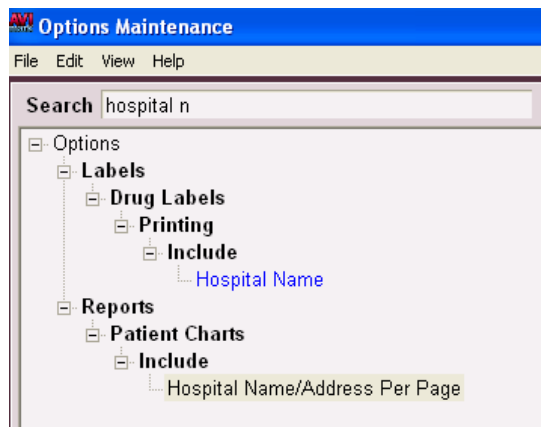 AVI Options Maintenance
File Edit View Help
Search hospital n
Options
Labels
Drug Labels
Printing
Include
Hospital Name
Reports
Patient Charts
Include
Hospital Name/Address Per Page